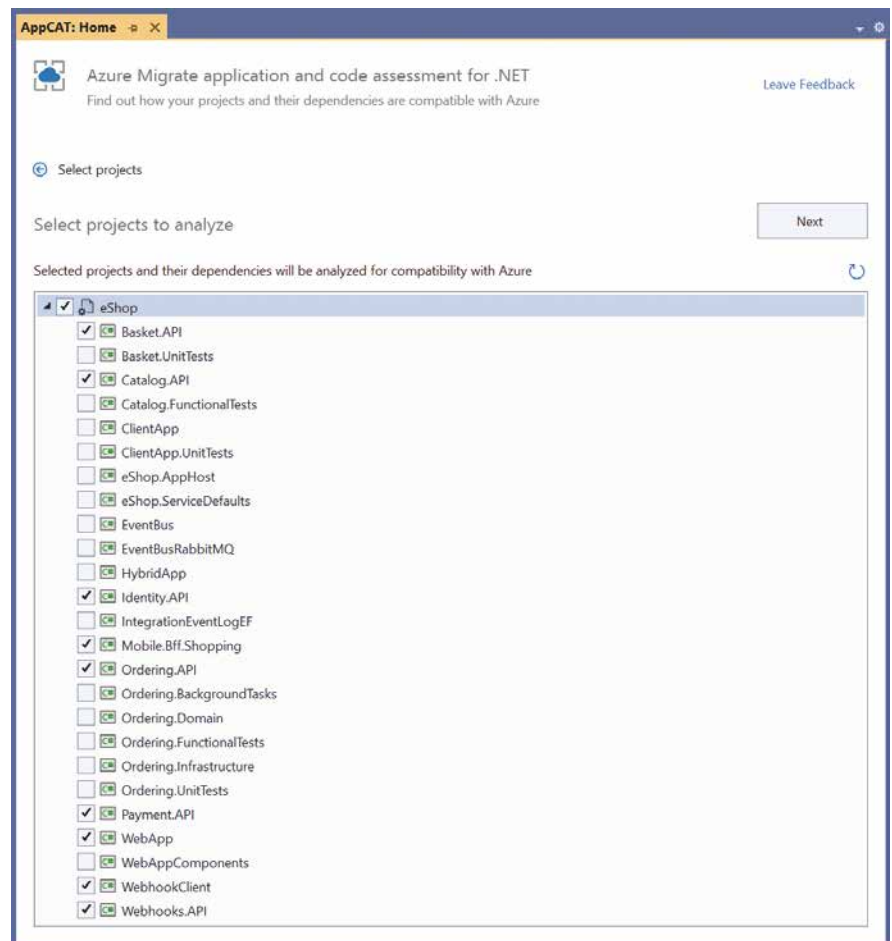 AppCAT: Home
Azure Migrate application and code assessment for .NET
Leave Feedback
Find out how your projects and their dependencies are compatible with Azure
Select projects
Select projects to analyze
Next
Selected projects and their dependencies will be analyzed for compatibility with Azure
eShop
C# Basket.API
C# Basket.UnitTests
C# Catalog.API
C# Catalog.FunctionalTests
C# ClientApp
C# ClientApp.UnitTests
C# eShop.AppHost
C# eShop.ServiceDefaults
C# EventBus
C# EventBusRabbitMQ
C# HybridApp
C# Identity.API
C# IntegrationEventLogEF
C# Mobile.Bff.Shopping
C# Ordering.API
C# Ordering.BackgroundTasks
C# Ordering.Domain
C# Ordering.FunctionalTests
C# Ordering.Infrastructure
C# Ordering.UnitTests
C# Payment.API
C# WebApp
C# WebAppComponents
C# WebhookClient
C# Webhooks.API